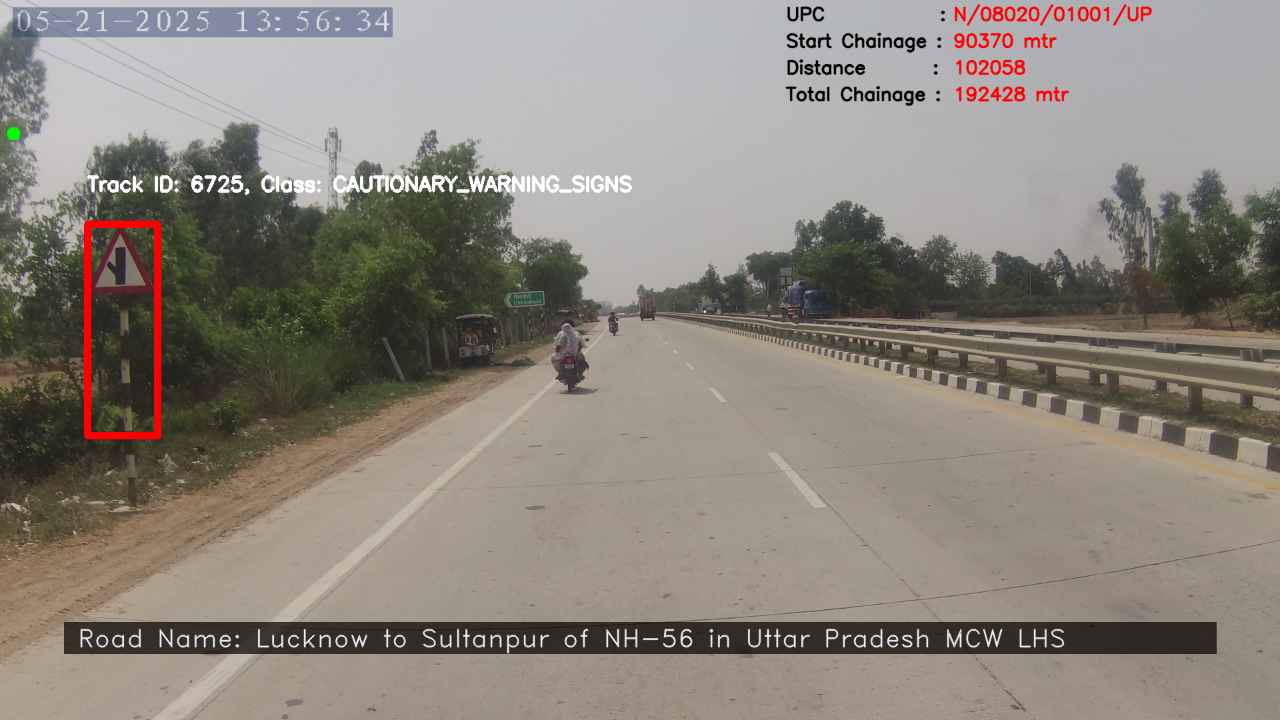 05-21-2025 13:56:34
UPC : N/08020/01001/UP
Start Chainage : 90370 mtr
Distance : 102058
Total Chainage : 192428 mtr
Track ID: 6725, Class: CAUTIONARY_WARNING_SIGNS
Road Name: Lucknow to Sultanpur of NH-56 in Uttar Pradesh MCW LHS